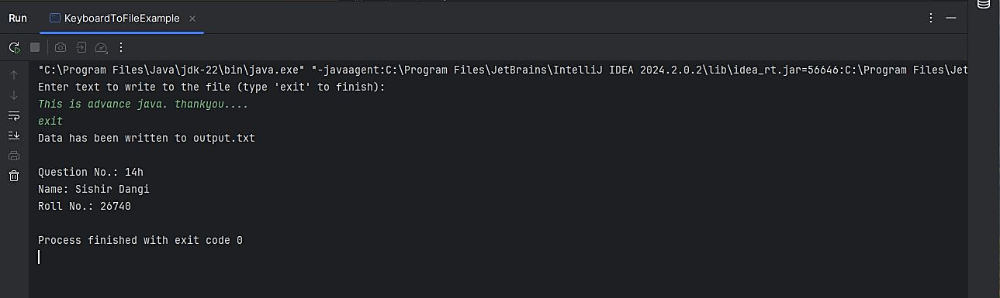 Run KeyboardToFileExample
"C:\Program Files\Java\jdk-22\bin\java.exe" "-javaagent:C:\Program Files\JetBrains\IntelliJ IDEA 2024.2.0.2\lib\idea_rt.jar=56646:C:\Program Files\Jet
Enter text to write to the file (type 'exit' to finish):
This is advance java. thankyou....
exit
Data has been written to output.txt
Question No.: 14h
Name: Sishir Dangi
Roll No.: 26740
Process finished with exit code 0